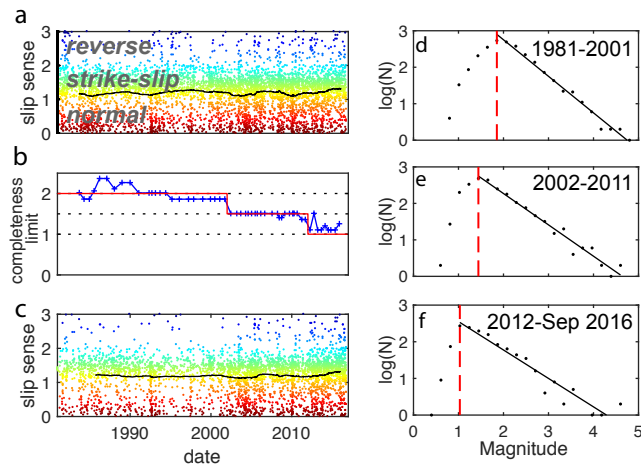 a
3
2
1
0
slip sense
reverse
strike-slip
normal
b
2
1
completeness
limit
c
3
2
1
0
slip sense
1990
2000
2010
date
d
3
2
1
0
log(N)
1981-2001
e
3
2
1
0
log(N)
2002-2011
f
3
2
1
0
log(N)
2012-Sep 2016
0 1 2 3 4 5
Magnitude